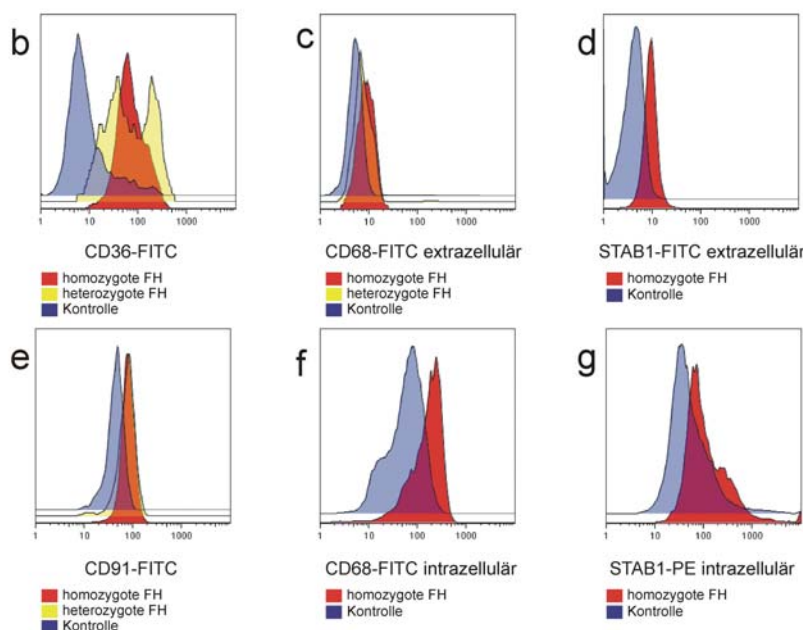 b
1 10 100 1000
CD36-FITC
homozygote FH
heterozygote FH
Kontrolle
c
1 10 100 1000
CD68-FITC extrazellulär
homozygote FH
heterozygote FH
Kontrolle
d
1 10 100 1000
STAB1-FITC extrazellulär
homozygote FH
Kontrolle
e
1 10 100 1000
CD91-FITC
homozygote FH
heterozygote FH
Kontrolle
f
1 10 100 1000
CD68-FITC intrazellulär
homozygote FH
Kontrolle
g
1 10 100 1000
STAB1-PE intrazellulär
homozygote FH
Kontrolle